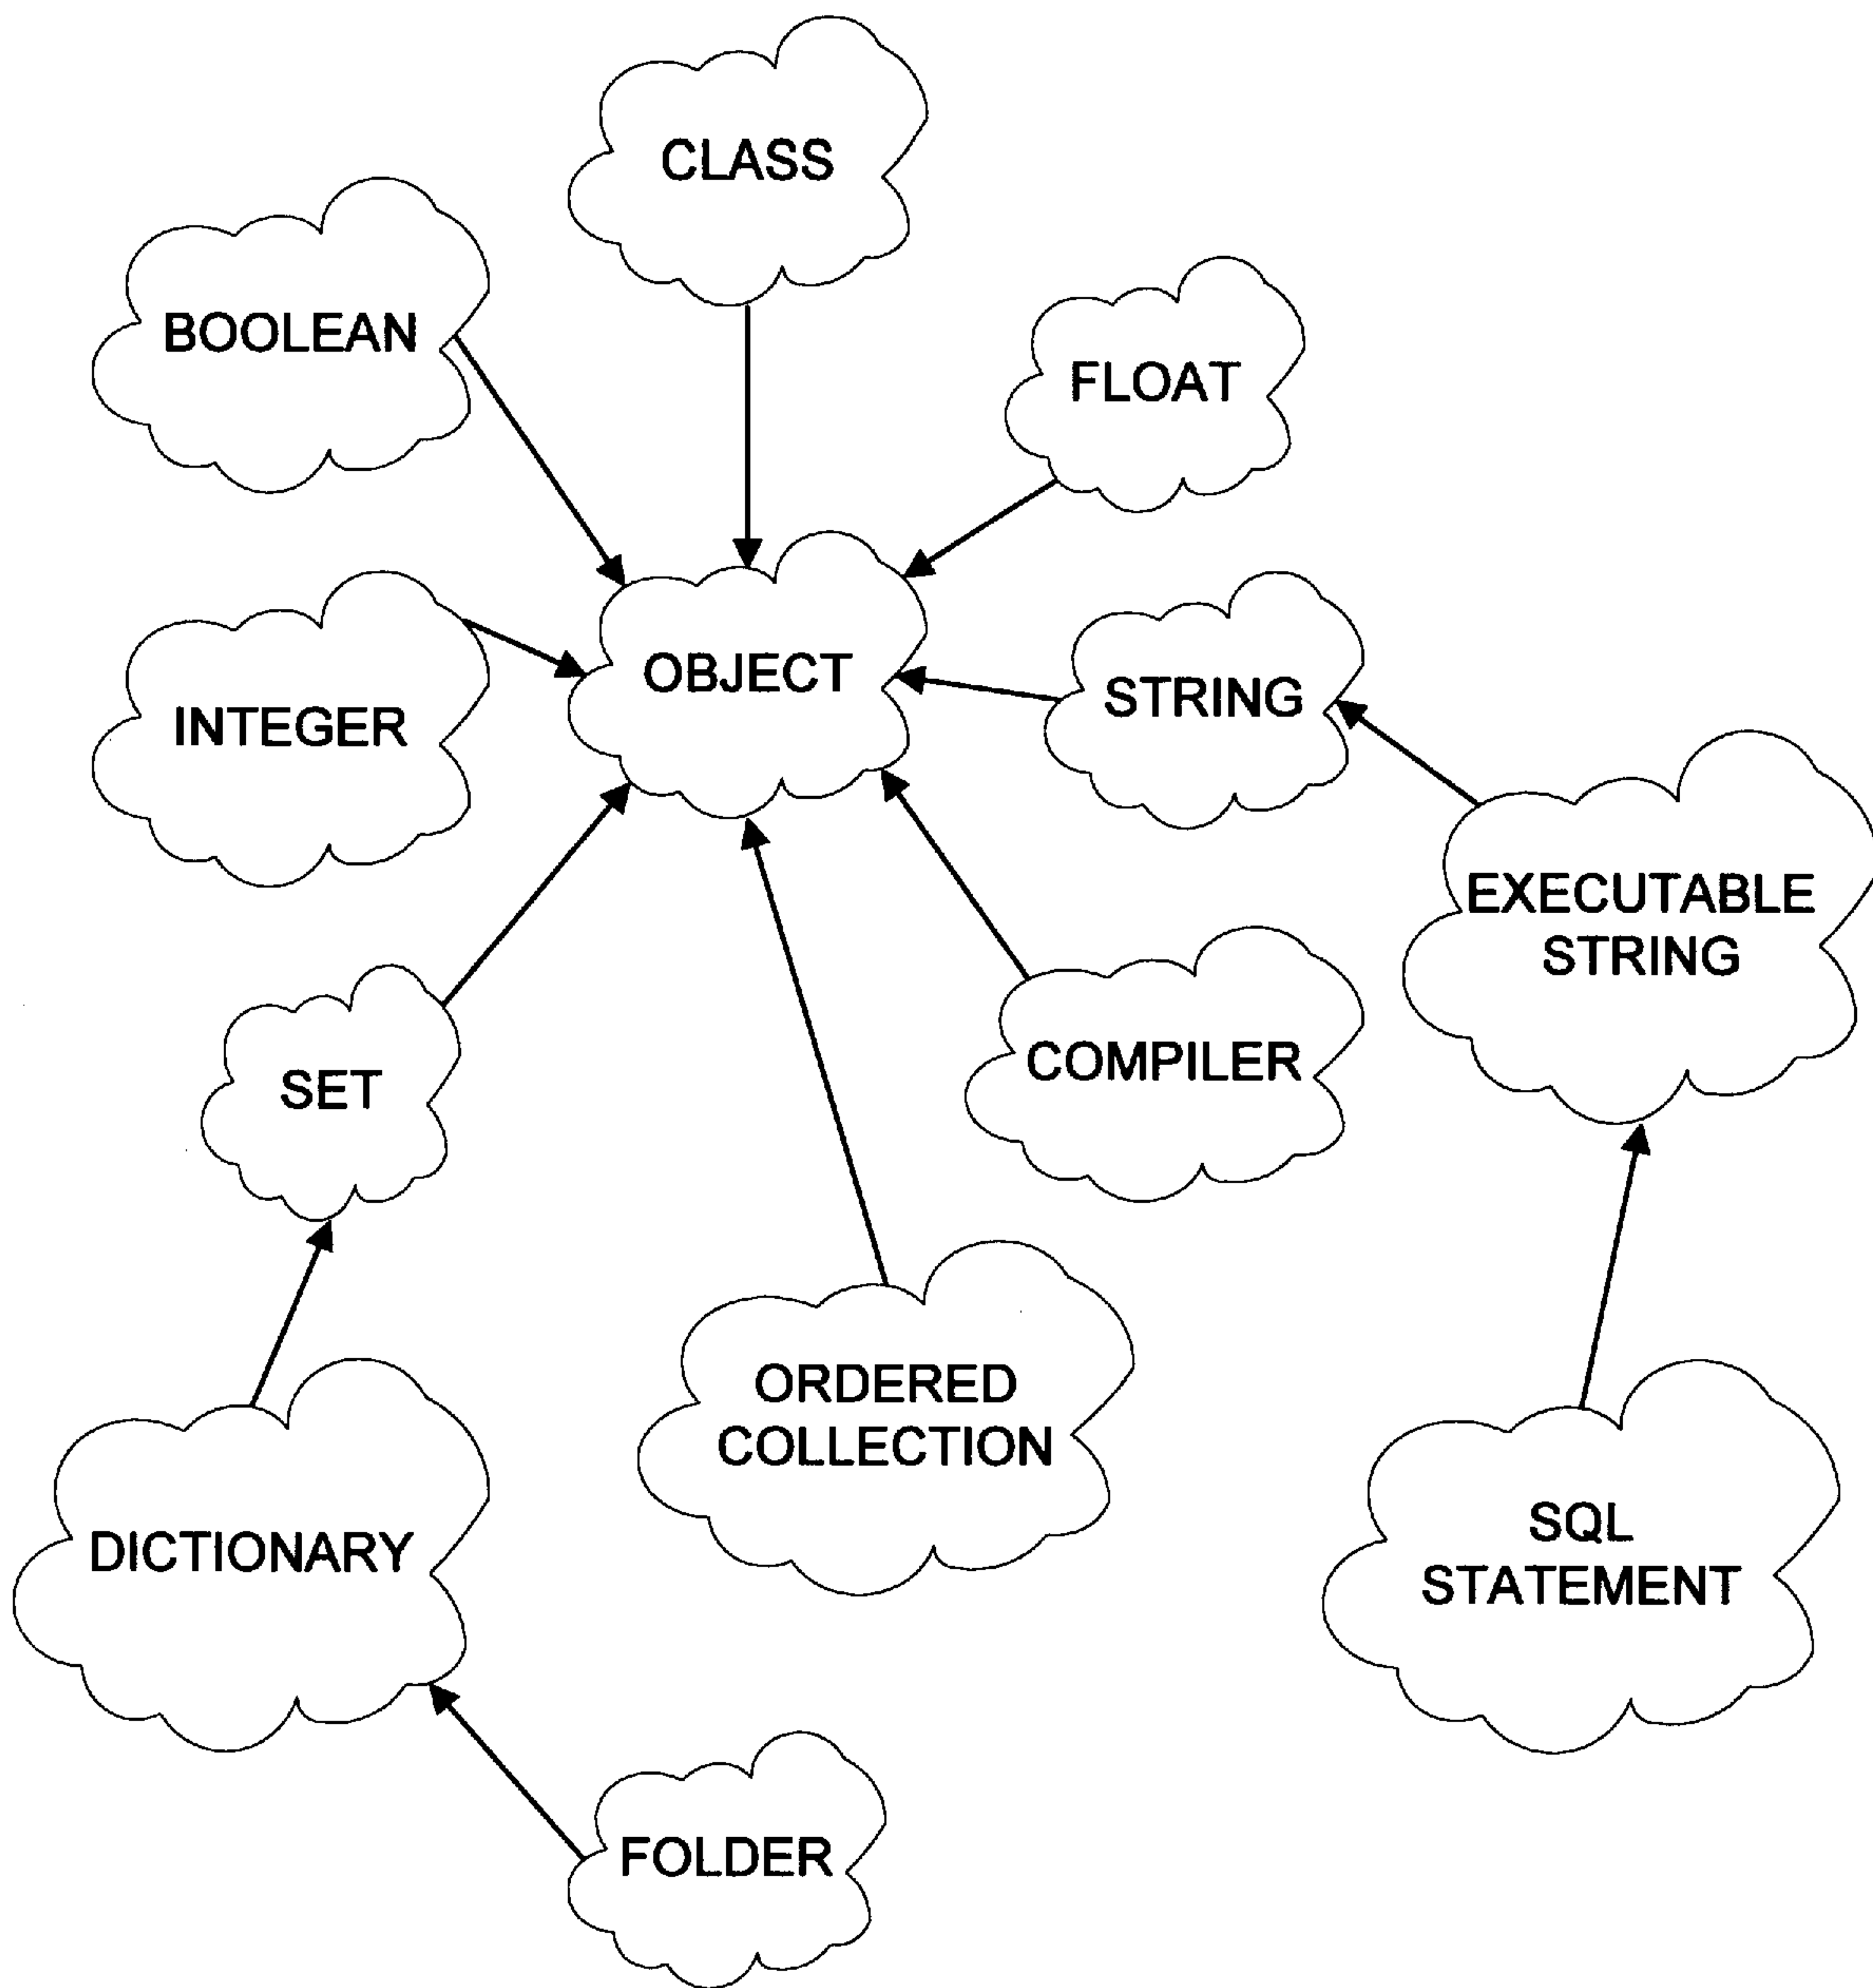 CLASS
BOOLEAN
FLOAT
OBJECT
STRING
INTEGER
EXECUTABLE
STRING
COMPILER
SET
ORDERED
COLLECTION
SQL
STATEMENT
DICTIONARY
FOLDER